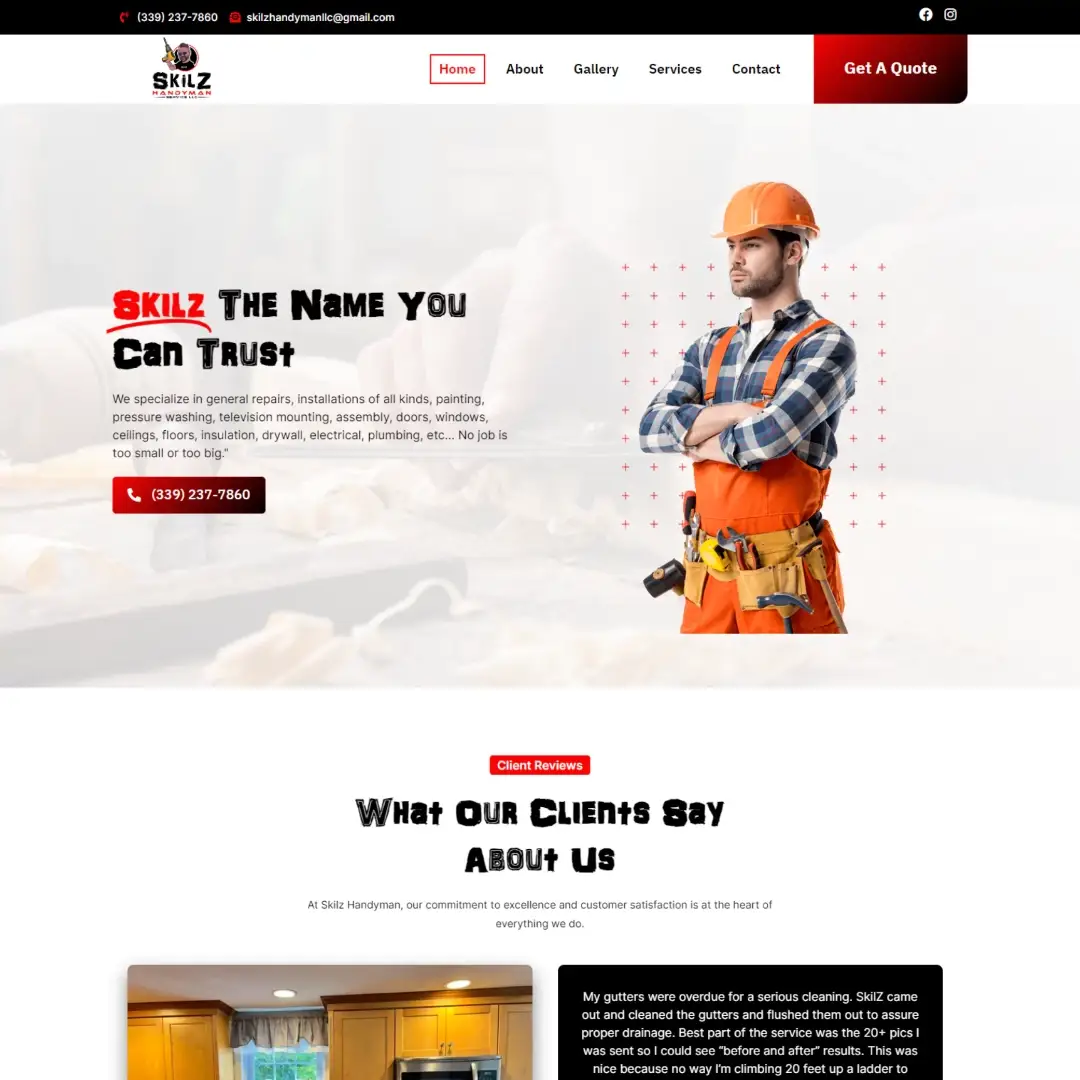 (339) 237-7860 skilzhandymanllc@gmail.com
SKILZ
HANDYMAN
SERVICE LLC
Home About Gallery Services Contact Get A Quote
Skilz The Name You
Can Trust
We specialize in general repairs, installations of all kinds, painting,
pressure washing, television mounting, assembly, doors, windows,
ceilings, floors, insulation, drywall, electrical, plumbing, etc... No job is
too small or too big.”
(339) 237-7860
Client Reviews
What Our Clients Say
About Us
At Skilz Handyman, our commitment to excellence and customer satisfaction is at the heart of
everything we do.
My gutters were overdue for a serious cleaning. SkilZ came
out and cleaned the gutters and flushed them out to assure
proper drainage. Best part of the service was the 20+ pics I
was sent so I could see “before and after” results. This was
nice because no way I’m climbing 20 feet up a ladder to